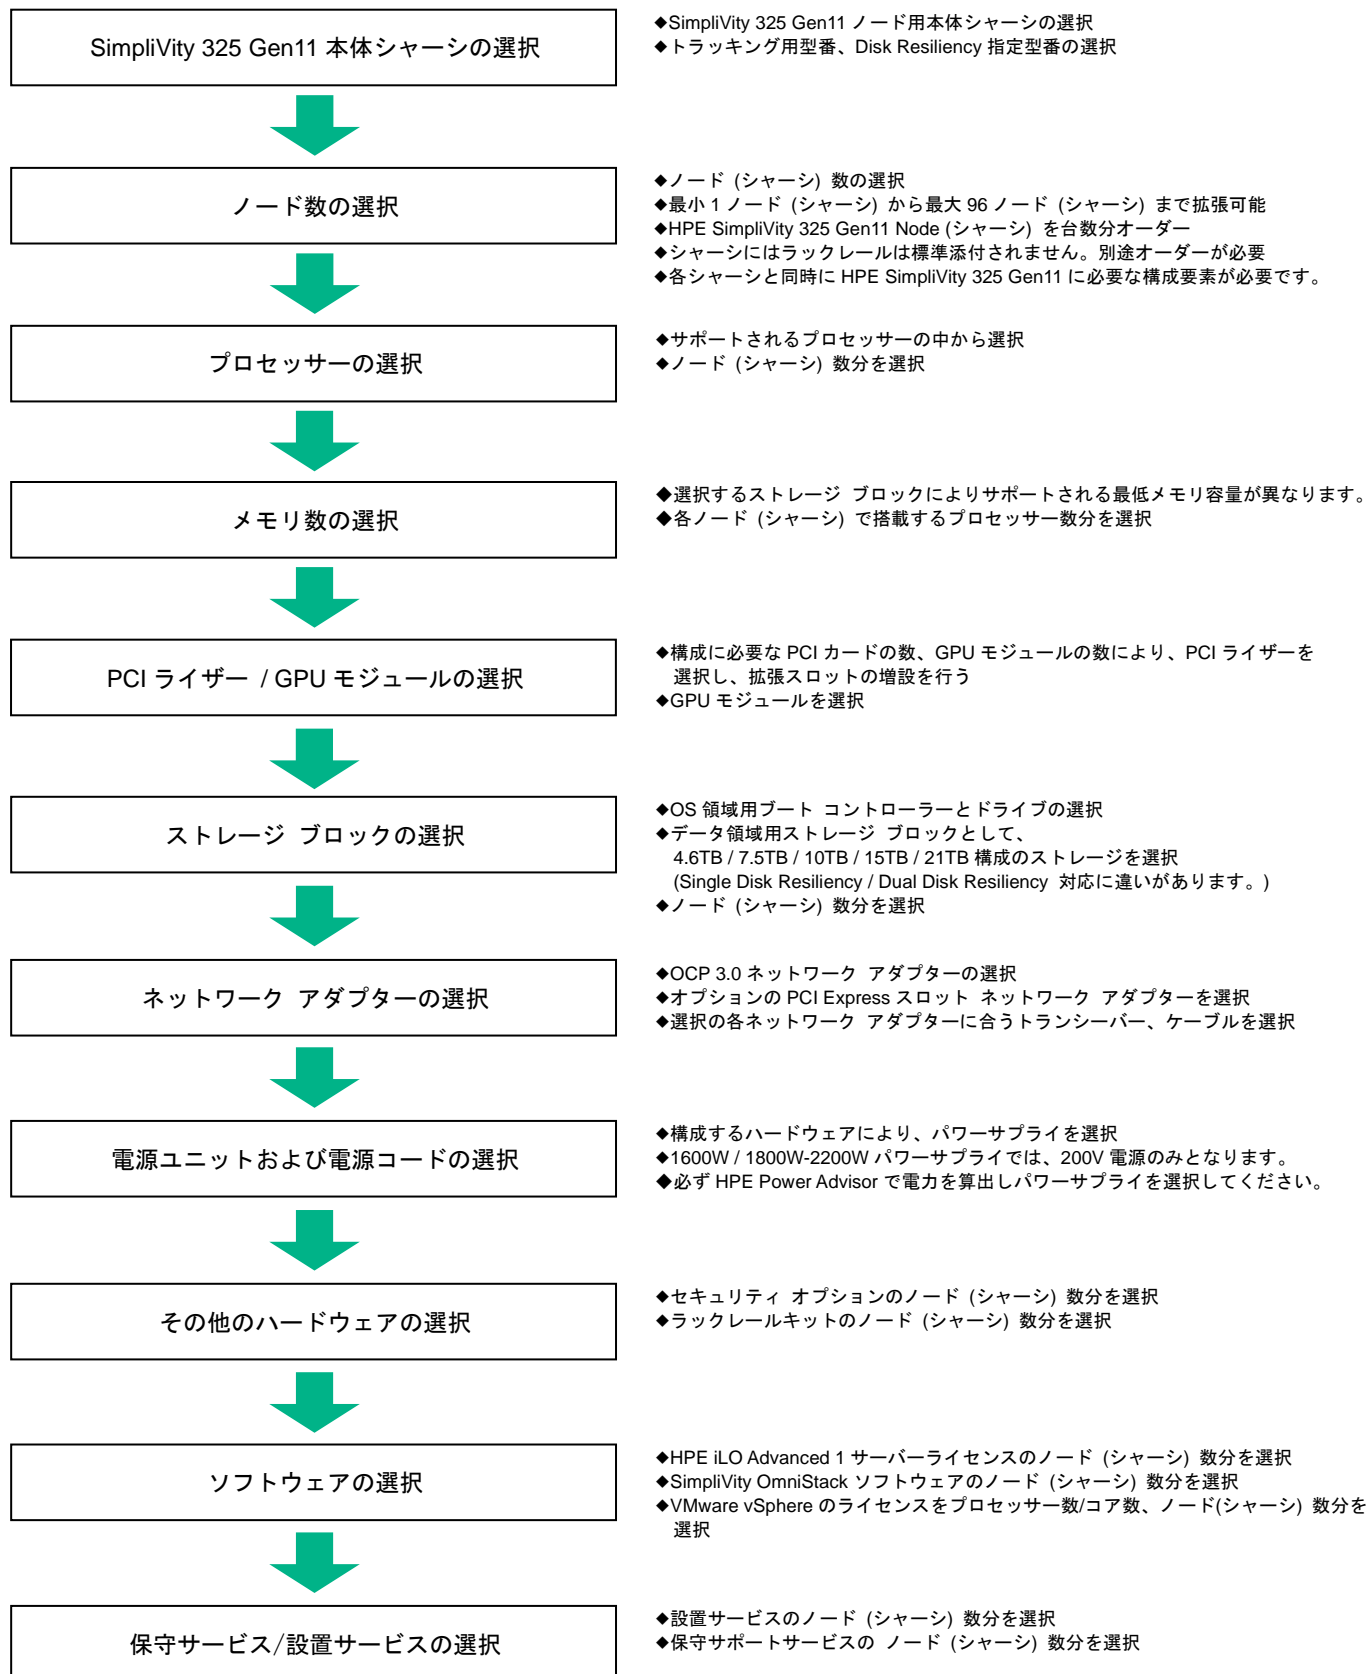 SimpliVity 325 Gen11 本体シャーシの選択
◆SimpliVity 325 Gen11 ノード用本体シャーシの選択
◆トラッキング用型番、Disk Resiliency 指定型番の選択
ノード数の選択
◆ノード (シャーシ) 数の選択
◆最小 1 ノード (シャーシ) から最大 96 ノード (シャーシ) まで拡張可能
◆HPE SimpliVity 325 Gen11 Node (シャーシ) を台数分オーダー
◆シャーシにはラックレールは標準添付されません。別途オーダーが必要
◆各シャーシと同時に HPE SimpliVity 325 Gen11 に必要な構成要素が必要です。
プロセッサーの選択
◆サポートされるプロセッサーの中から選択
◆ノード (シャーシ) 数分を選択
メモリ数の選択
◆選択するストレージ ブロックによりサポートされる最低メモリ容量が異なります。
◆各ノード (シャーシ) で搭載するプロセッサー数分を選択
PCI ライザー / GPU モジュールの選択
◆構成に必要な PCI カードの数、GPU モジュールの数により、PCI ライザーを
選択し、拡張スロットの増設を行う
◆GPU モジュールを選択
ストレージ ブロックの選択
◆OS 領域用ブート コントローラーとドライブの選択
◆データ領域用ストレージ ブロックとして、
4.6TB / 7.5TB / 10TB / 15TB / 21TB 構成のストレージを選択
(Single Disk Resiliency / Dual Disk Resiliency 対応に違いがあります。)
◆ノード (シャーシ) 数分を選択
ネットワーク アダプターの選択
◆OCP 3.0 ネットワーク アダプターの選択
◆オプションの PCI Express スロット ネットワーク アダプターを選択
◆選択の各ネットワーク アダプターに合うトランシーバー、ケーブルを選択
電源ユニットおよび電源コードの選択
◆構成するハードウェアにより、パワーサプライを選択
◆1600W / 1800W-2200W パワーサプライでは、200V 電源のみとなります。
◆必ず HPE Power Advisor で電力を算出しパワーサプライを選択してください。
その他のハードウェアの選択
◆セキュリティ オプションのノード (シャーシ) 数分を選択
◆ラックレールキットのノード (シャーシ) 数分を選択
ソフトウェアの選択
◆HPE iLO Advanced 1 サーバーライセンスのノード (シャーシ) 数分を選択
◆SimpliVity OmniStack ソフトウェアのノード (シャーシ) 数分を選択
◆VMware vSphere のライセンスをプロセッサー数/コア数、ノード(シャーシ) 数分を
選択
保守サービス/設置サービスの選択
◆設置サービスのノード (シャーシ) 数分を選択
◆保守サポートサービスの ノード (シャーシ) 数分を選択